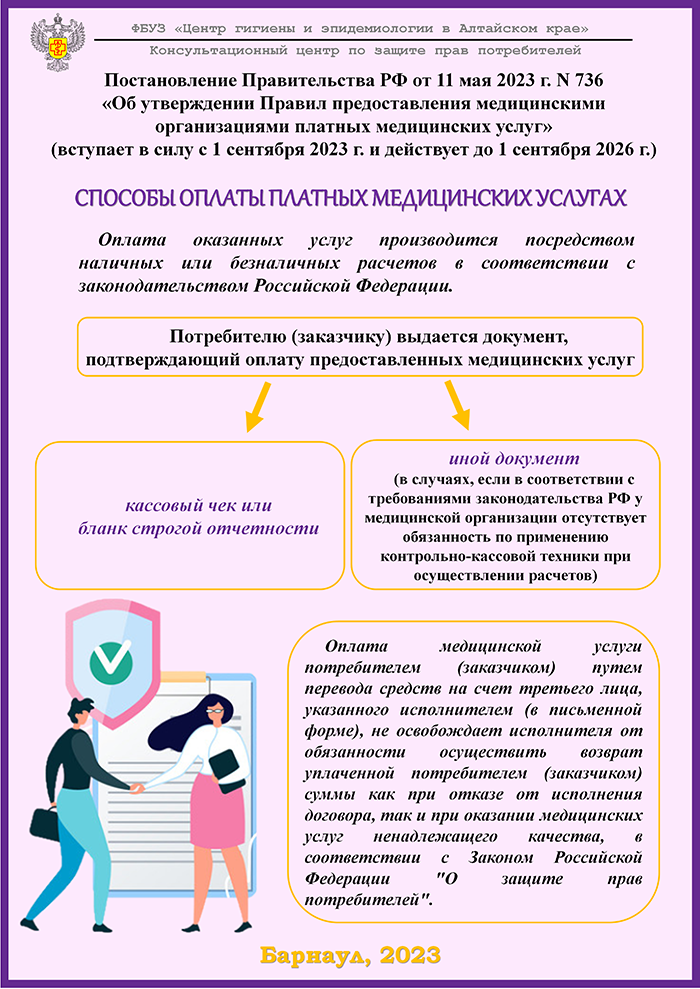 ФБУЗ «Центр гигиены и эпидемиологии в Алтайском крае»
Консультационный центр по защите прав потребителей
Постановление Правительства РФ от 11 мая 2023 г. N 736
«Об утверждении Правил предоставления медицинскими
организациями платных медицинских услуг»
(вступает в силу с 1 сентября 2023 г. и действует до 1 сентября 2026 г.)
СПОСОБЫ ОПЛАТЫ ПЛАТНЫХ МЕДИЦИНСКИХ УСЛУГАХ
Оплата оказанных услуг производится посредством
наличных или безналичных расчетов в соответствии с
законодательством Российской Федерации.
Потребителю (заказчику) выдается документ,
подтверждающий оплату предоставленных медицинских услуг
кассовый чек или
бланк строгой отчетности
иной документ
(в случаях, если в соответствии с
требованиями законодательства РФ у
медицинской организации отсутствует
обязанность по применению
контрольно-кассовой техники при
осуществлении расчетов)
Оплата медицинской услуги
потребителем (заказчиком) путем
перевода средств на счет третьего лица,
указанного исполнителем (в письменной
форме), не освобождает исполнителя от
обязанности осуществить возврат
уплаченной потребителем (заказчиком)
суммы как при отказе от исполнения
договора, так и при оказании медицинских
услуг ненадлежащего качества, в
соответствии с Законом Российской
Федерации "О защите прав
потребителей".
Барнаул, 2023